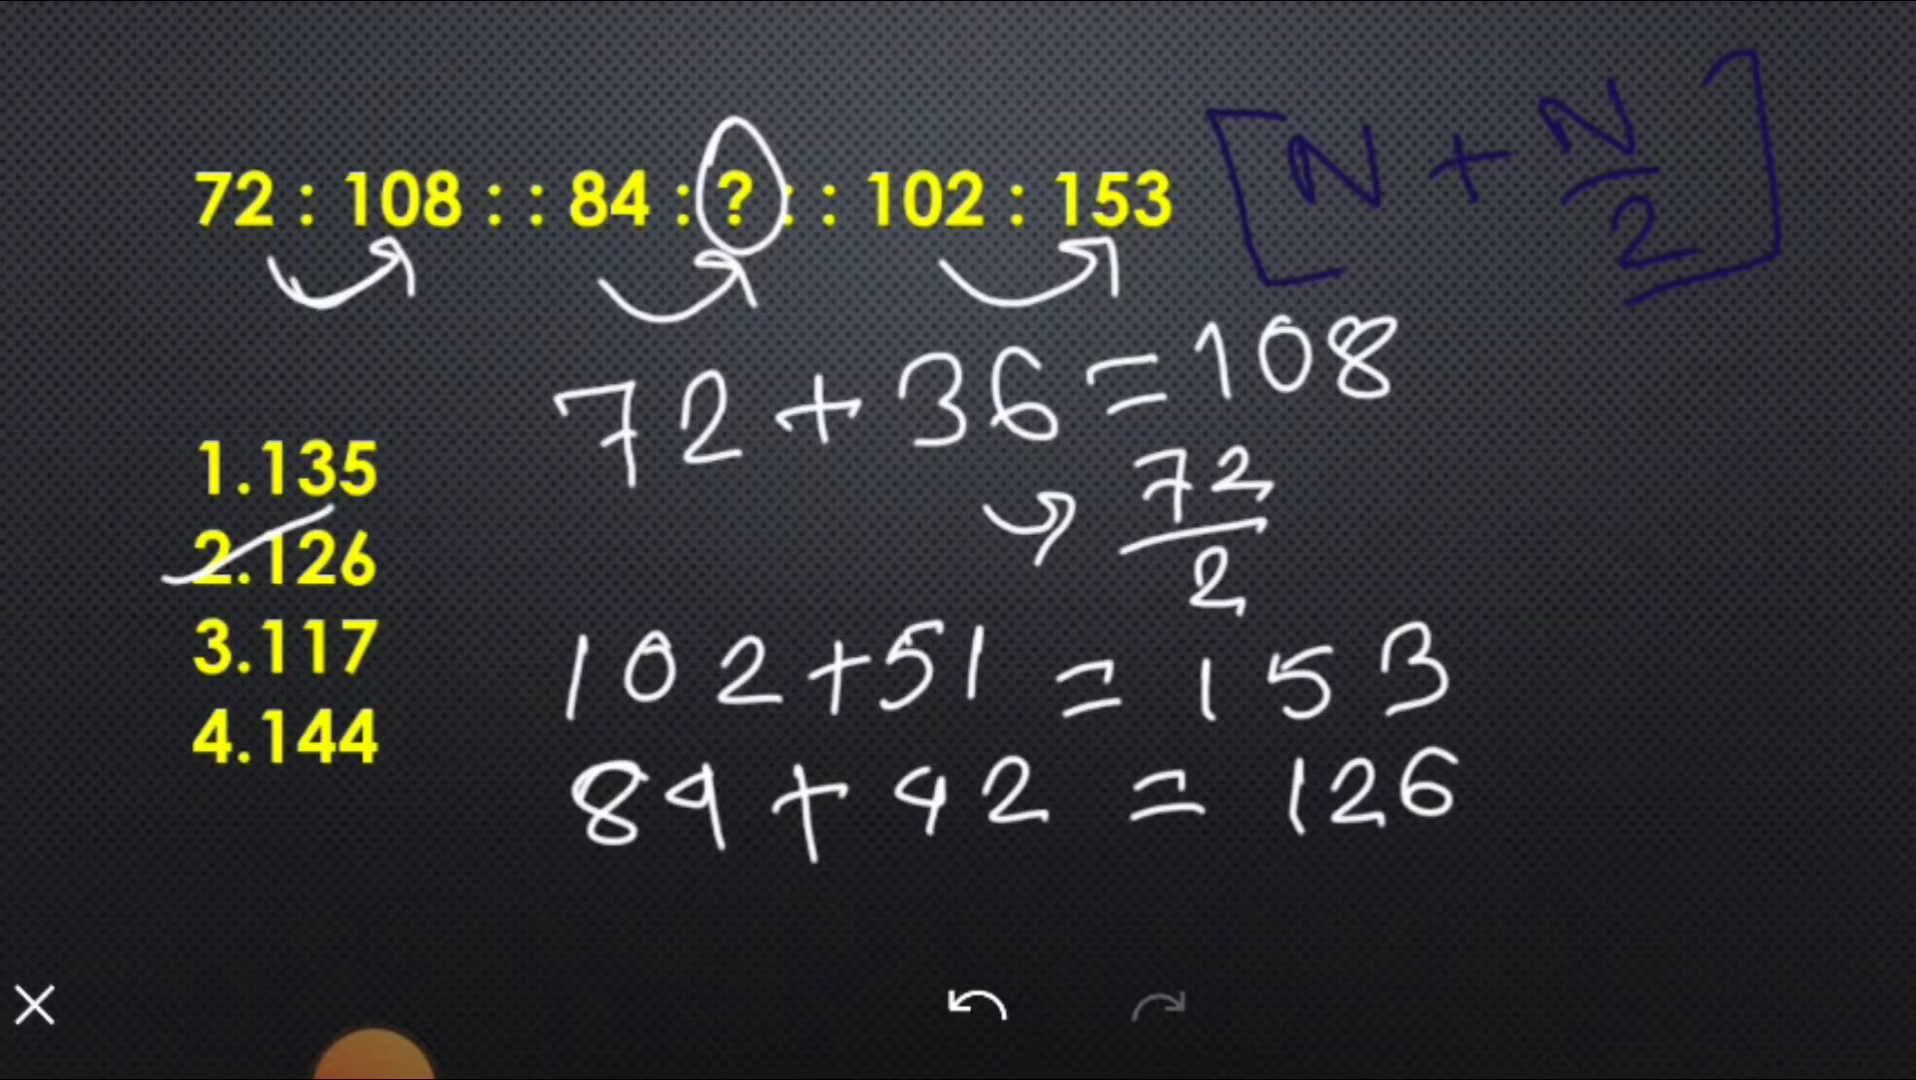 72 : 108 : : 84 : ? : : 102 : 153
[N + N/2]
72 + 36 = 108
72/2
1.135
2.126
3.117
4.144
102 + 51 = 153
84 + 42 = 126